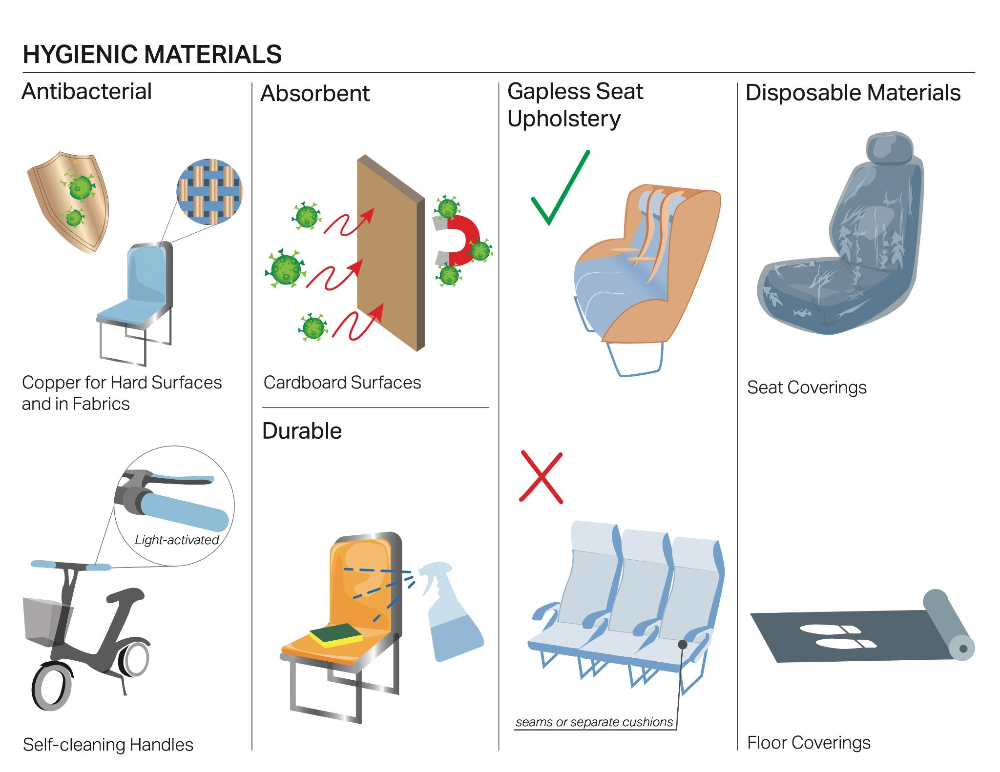 HYGIENIC MATERIALS
Antibacterial
Copper for Hard Surfaces
and in Fabrics
Light-activated
Self-cleaning Handles
Absorbent
Cardboard Surfaces
Durable
Gapless Seat
Upholstery
seams or separate cushions
Disposable Materials
Seat Coverings
Floor Coverings